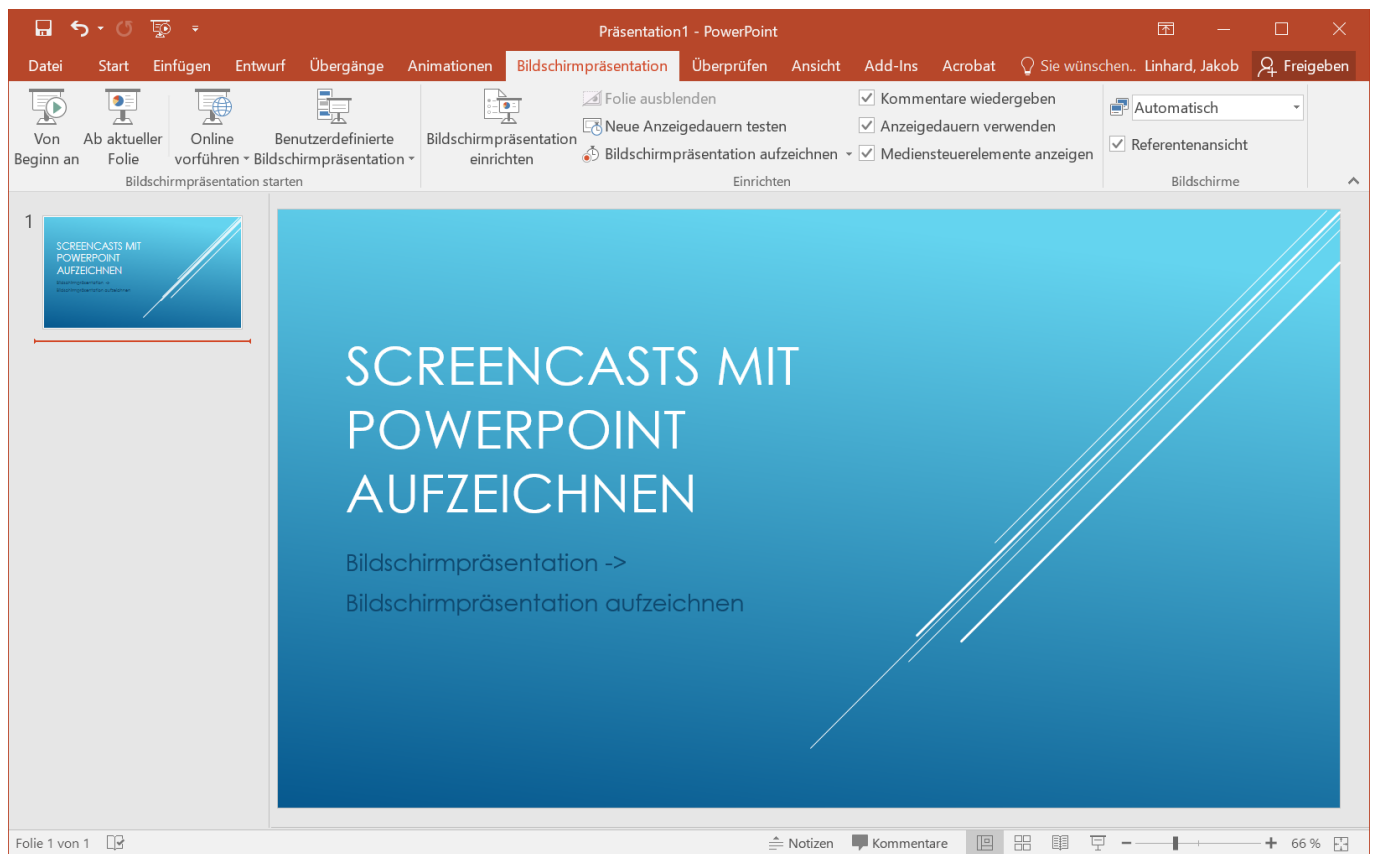 Präsentation1 - PowerPoint
Datei Start Einfügen Entwurf Übergänge Animationen Bildschirmpräsentation Überprüfen Ansicht Add-Ins Acrobat Sie wünschen.. Linhard, Jakob Freigeben
Von Beginn an
Ab aktueller Folie
Online vorführen
Benutzerdefinierte Bildschirmpräsentation
Bildschirmpräsentation starten
Bildschirmpräsentation einrichten
Folie ausblenden
Neue Anzeigedauern testen
Bildschirmpräsentation aufzeichnen
Kommentare wiedergeben
Anzeigedauern verwenden
Mediensteuerelemente anzeigen
Einrichten
Automatisch
Referentenansicht
Bildschirme
1
SCREENCASTS MIT
POWERPOINT
AUFZEICHNEN
Bildschirmpräsentation ->
Bildschirmpräsentation aufzeichnen
SCREENCASTS MIT
POWERPOINT
AUFZEICHNEN
Bildschirmpräsentation ->
Bildschirmpräsentation aufzeichnen
Folie 1 von 1 Notizen Kommentare 66 %